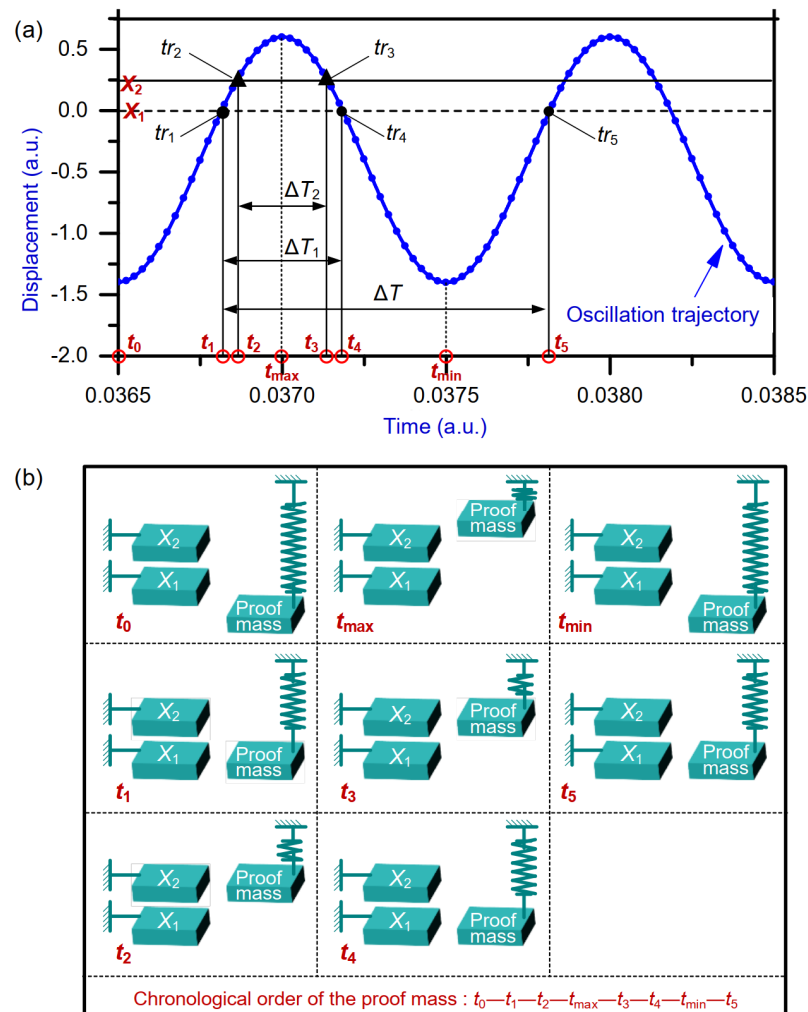 (a)
0.5
0.0
-0.5
-1.0
-1.5
-2.0
Displacement (a.u.)
X₂
X₁
tr₂
tr₃
tr₁
tr₄
tr₅
ΔT₂
ΔT₁
ΔT
Oscillation trajectory
t₀
t₁
t₂
tₘₐₓ
t₃
t₄
tₘᵢₙ
t₅
0.0365
0.0370
0.0375
0.0380
0.0385
Time (a.u.)
(b)
X₂
X₁
Proof
mass
t₀
X₂
X₁
Proof
mass
tₘₐₓ
X₂
X₁
Proof
mass
tₘᵢₙ
X₂
X₁
Proof
mass
t₁
X₂
X₁
Proof
mass
t₃
X₂
X₁
Proof
mass
t₅
X₂
X₁
Proof
mass
t₂
X₂
X₁
Proof
mass
t₄
Chronological order of the proof mass : t₀—t₁—t₂—tₘₐₓ—t₃—t₄—tₘᵢₙ—t₅